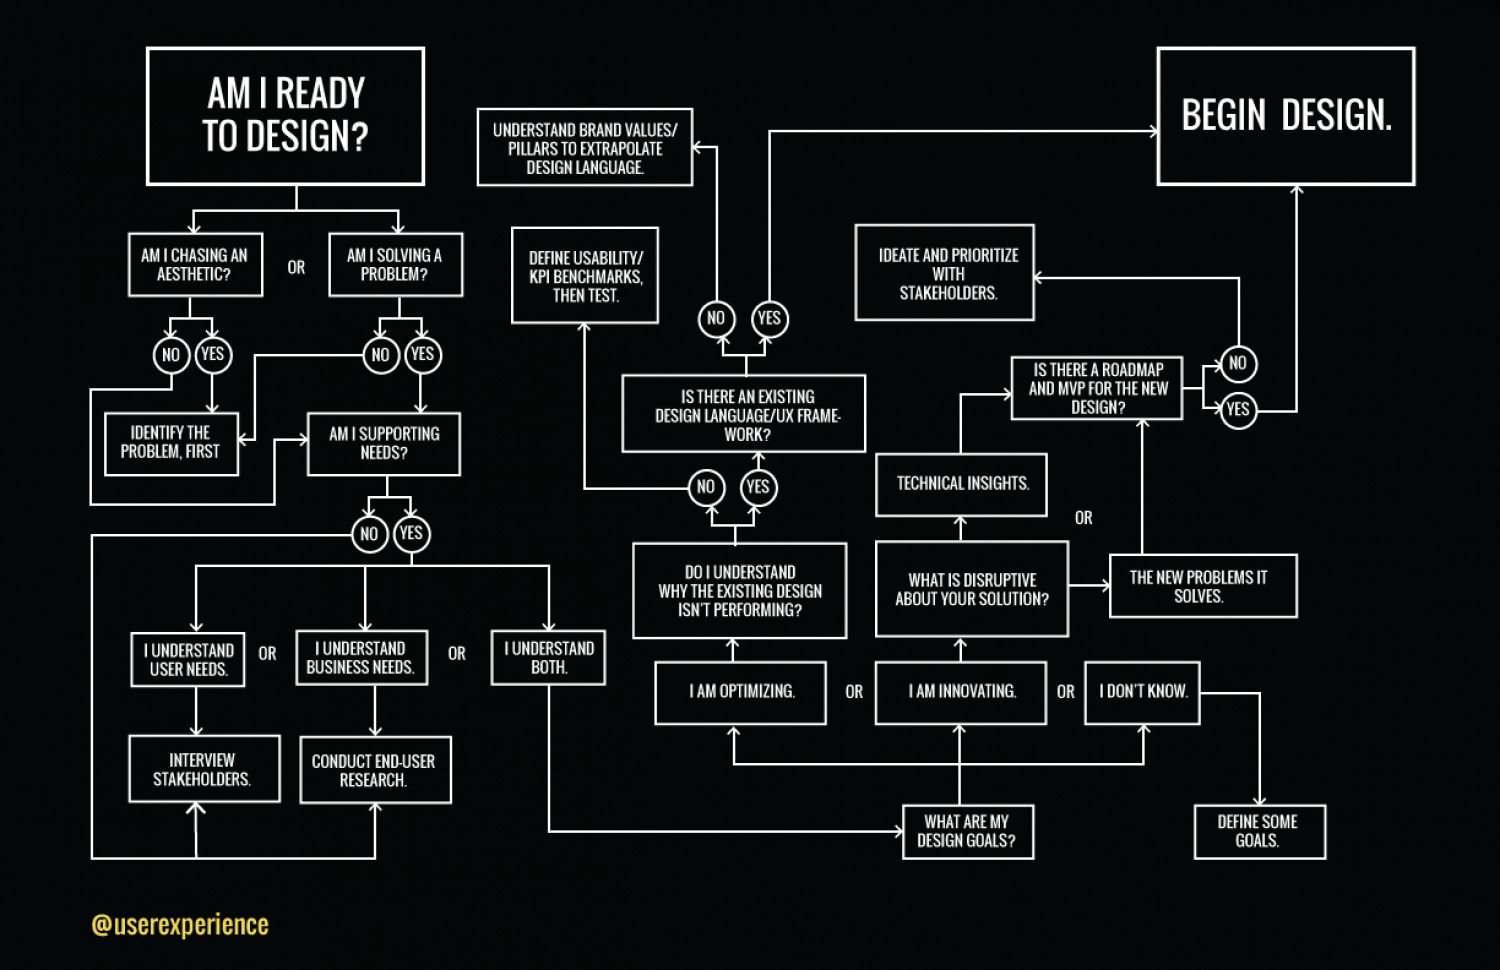 AM I READY
TO DESIGN?
BEGIN DESIGN.
UNDERSTAND BRAND VALUES/
PILLARS TO EXTRAPOLATE
DESIGN LANGUAGE.
AM I CHASING AN
AESTHETIC?
OR
AM I SOLVING A
PROBLEM?
NO
YES
NO
YES
IDENTIFY THE
PROBLEM, FIRST
AM I SUPPORTING
NEEDS?
NO
YES
I UNDERSTAND
USER NEEDS.
OR
I UNDERSTAND
BUSINESS NEEDS.
OR
I UNDERSTAND
BOTH.
INTERVIEW
STAKEHOLDERS.
CONDUCT END-USER
RESEARCH.
DEFINE USABILITY/
KPI BENCHMARKS,
THEN TEST.
NO
YES
IS THERE AN EXISTING
DESIGN LANGUAGE/UX FRAME-
WORK?
NO
YES
DO I UNDERSTAND
WHY THE EXISTING DESIGN
ISN'T PERFORMING?
I AM OPTIMIZING.
OR
I AM INNOVATING.
OR
I DON'T KNOW.
IDEATE AND PRIORITIZE
WITH
STAKEHOLDERS.
IS THERE A ROADMAP
AND MVP FOR THE NEW
DESIGN?
NO
YES
TECHNICAL INSIGHTS.
OR
WHAT IS DISRUPTIVE
ABOUT YOUR SOLUTION?
THE NEW PROBLEMS IT
SOLVES.
WHAT ARE MY
DESIGN GOALS?
DEFINE SOME
GOALS.
@userexperience